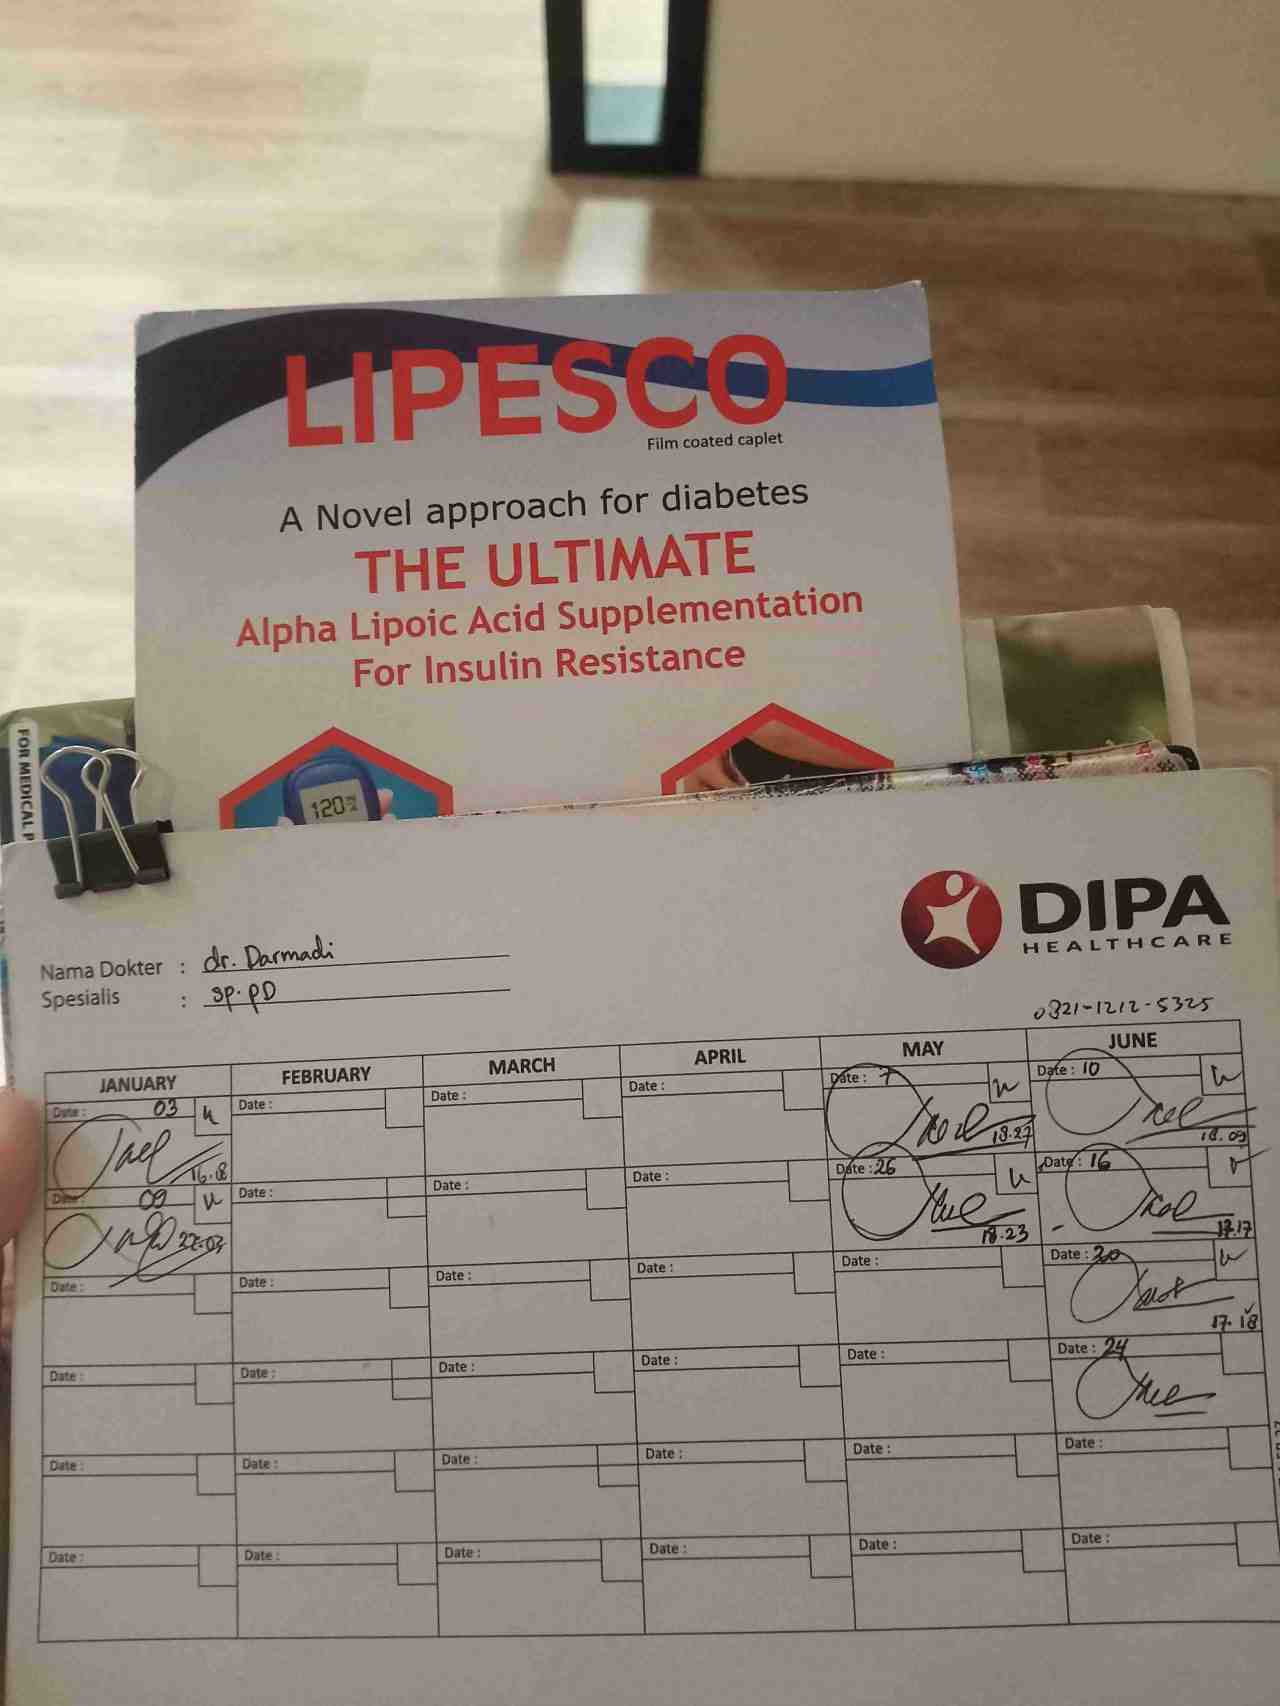 LIPESCO
Film coated caplet
A Novel approach for diabetes
THE ULTIMATE
Alpha Lipoic Acid Supplementation
For Insulin Resistance
FOR MEDICAL P
120
DIPA
HEALTHCARE
Nama Dokter : dr. Darmadi
Spesialis : sp.PD
0821-1212-5325
JANUARY FEBRUARY MARCH APRIL MAY JUNE
Date : 03 Date : Date : Date : Date : 7 Date : 10
16.18 18.27 18.09
Date : 09 Date : Date : Date : Date : 26 Date : 16
22.03 18.23 17.17
Date : Date : Date : Date : Date : Date : 20
17.18
Date : Date : Date : Date : Date : Date : 24
Date : Date : Date : Date : Date : Date :
Date : Date : Date : Date : Date : Date :